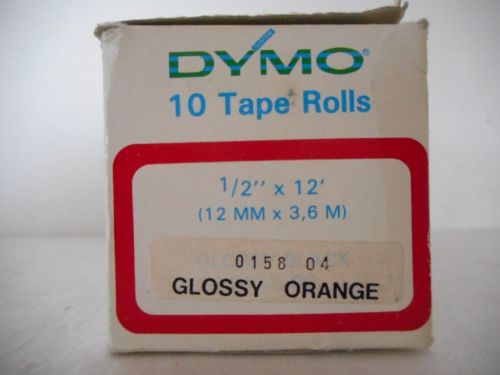 DYMO®
10 Tape Rolls
1/2'' x 12'
(12 MM x 3,6 M)
0158 04
GLOSSY ORANGE